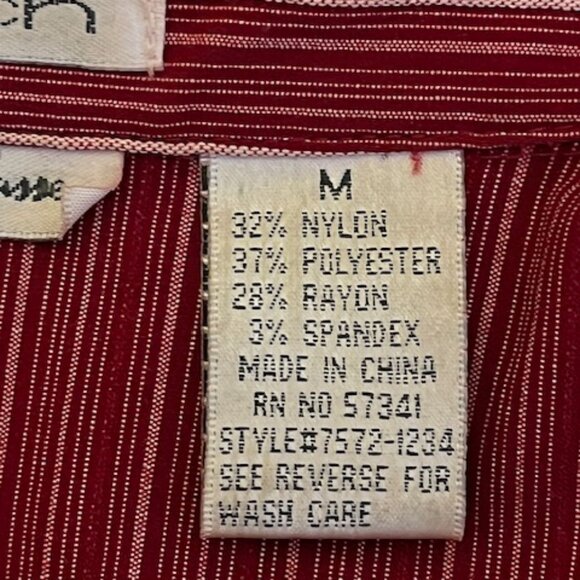 M
32% NYLON
37% POLYESTER
28% RAYON
3% SPANDEX
MADE IN CHINA
RN NO 57341
STYLE#7572-1234
SEE REVERSE FOR
WASH CARE